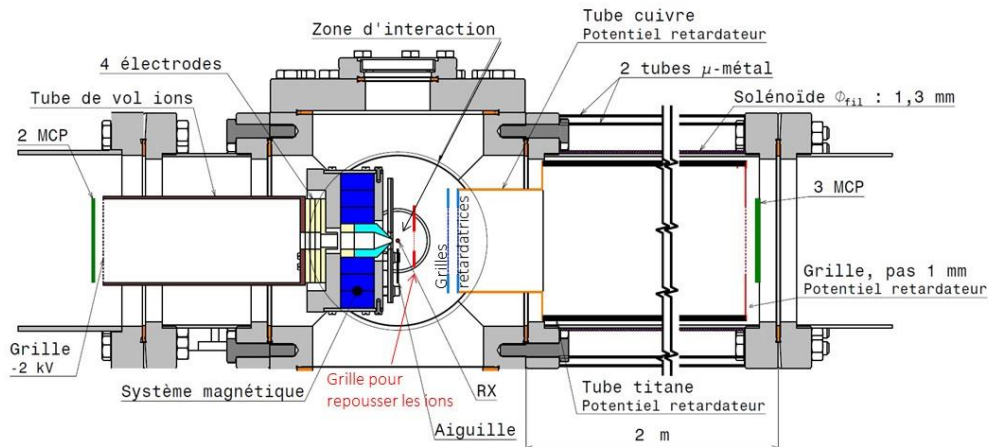 Zone d'interaction
Tube cuivre
Potentiel retardateur
4 électrodes
2 tubes μ-métal
Tube de vol ions
Solénoïde Φfil : 1,3 mm
2 MCP
3 MCP
Grilles
retardatrices
Grille, pas 1 mm
Potentiel retardateur
Grille
-2 kV
Système magnétique
Grille pour
repousser les ions
RX
Aiguille
Tube titane
Potentiel retardateur
2 m